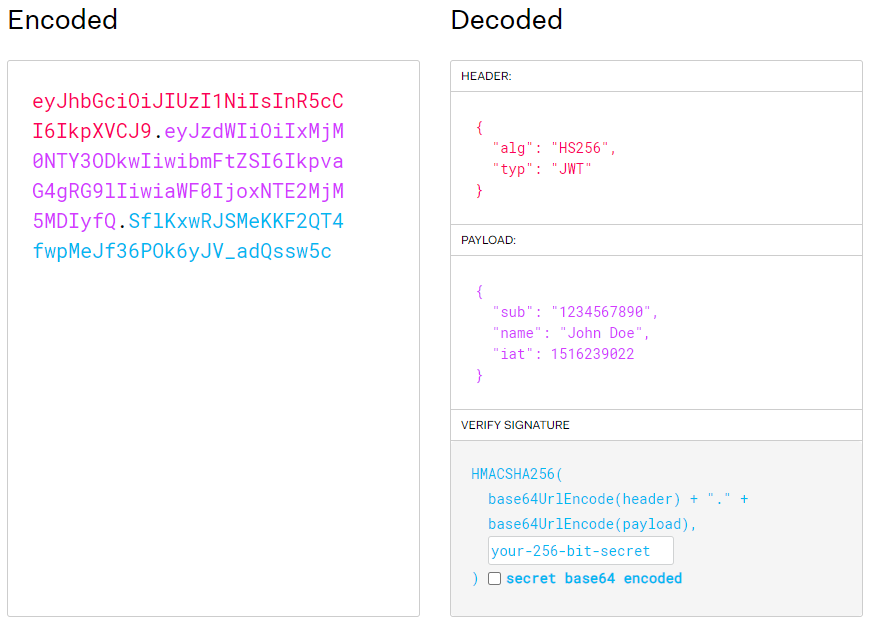 Encoded
eyJhbGciOiJIUzI1NiIsInR5cC
I6IkpXVCJ9.eyJzdWIiOiIxMjM
0NTY3ODkwIiwibmFtZSI6Ikpva
G4gRG9lIiwiaWF0IjoxNTE2MjM
5MDIyfQ.SflKxwRJSMeKKF2QT4
fwpMeJf36POk6yJV_adQssw5c
Decoded
HEADER:
{
"alg": "HS256",
"typ": "JWT"
}
PAYLOAD:
{
"sub": "1234567890",
"name": "John Doe",
"iat": 1516239022
}
VERIFY SIGNATURE
HMACSHA256(
base64UrlEncode(header) + "." +
base64UrlEncode(payload),
your-256-bit-secret
) secret base64 encoded